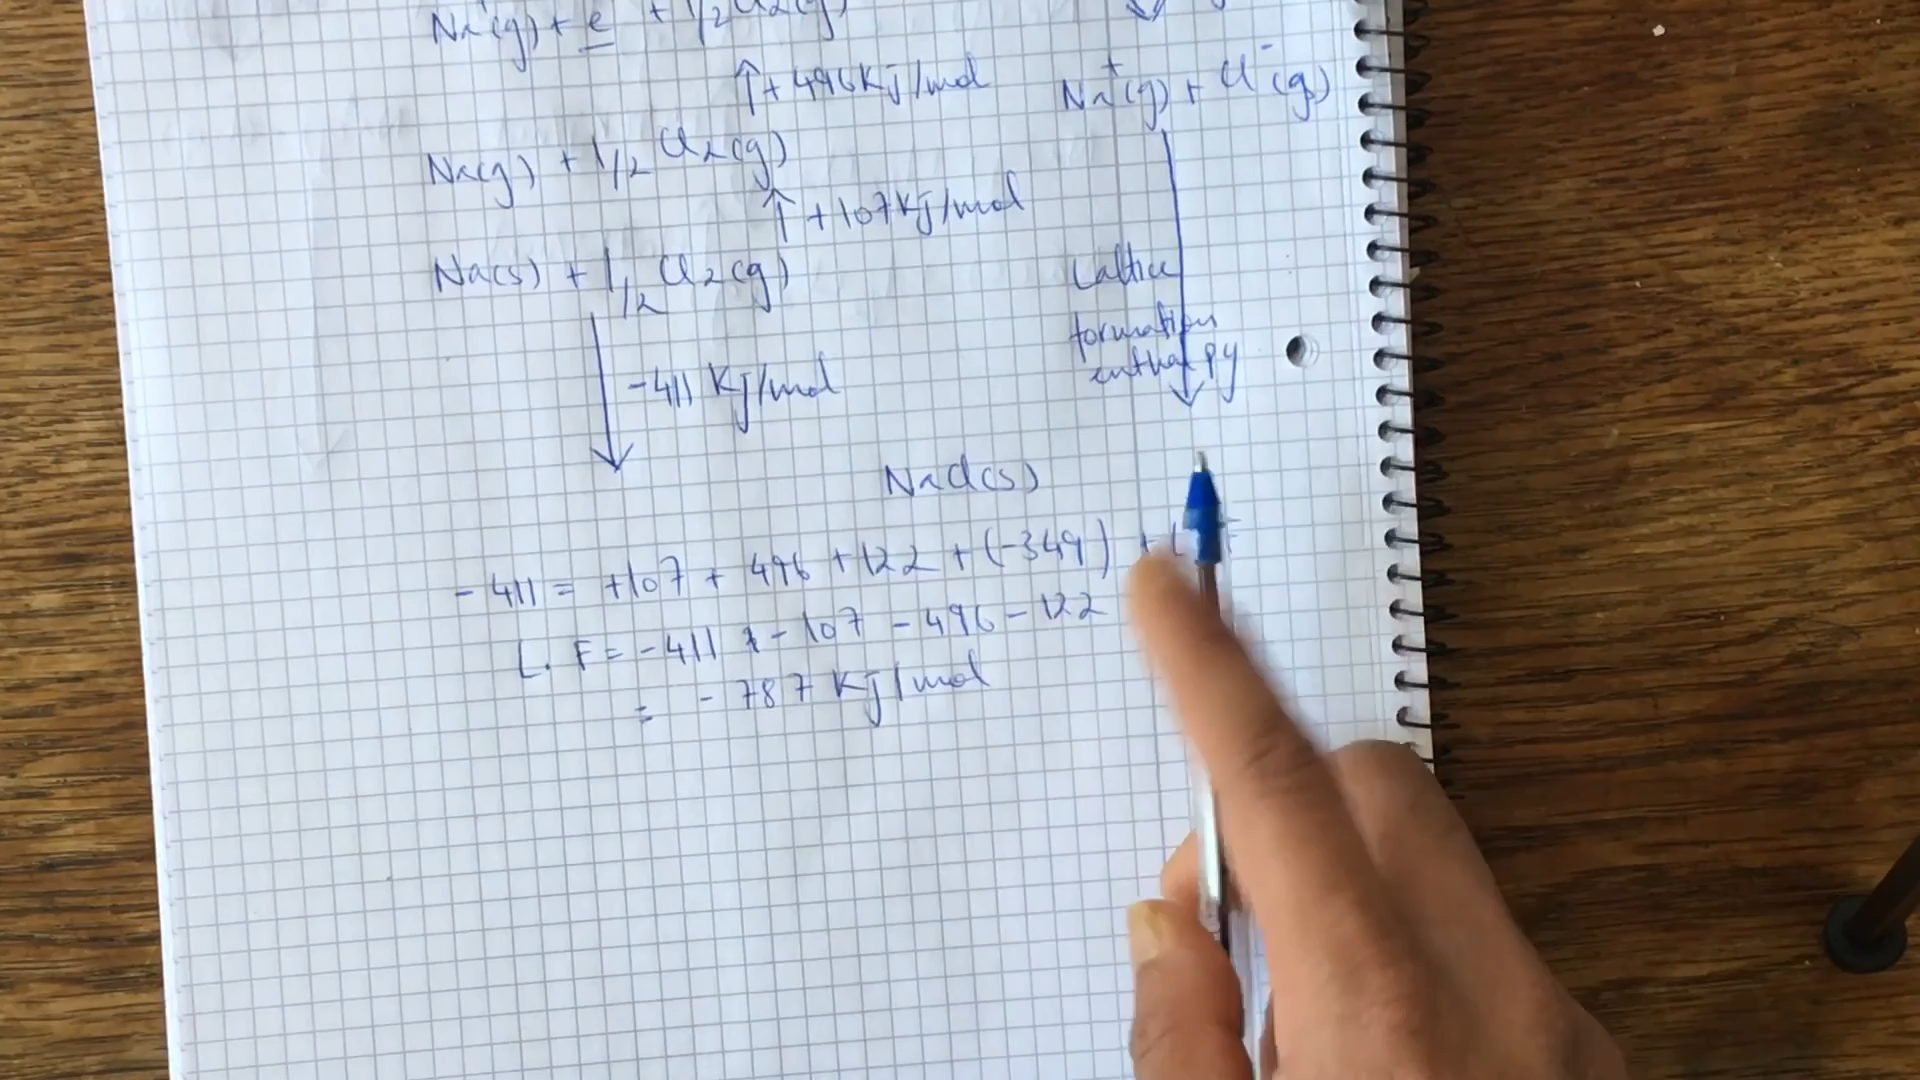 Na⁺(g) + e⁻ + 1/2 Cl2(g)
↑ + 496 KJ/mol
Na⁺(g) + Cl⁻(g)
Na(g) + 1/2 Cl2(g)
↑ + 107 KJ/mol
Na(s) + 1/2 Cl2(g)
Lattice
formation
enthalpy
-411 KJ/mol
NaCl(s)
- 411 = +107 + 496 + 122 + (-349) +
L. F = -411 - 107 - 496 - 122
= - 787 KJ/mol